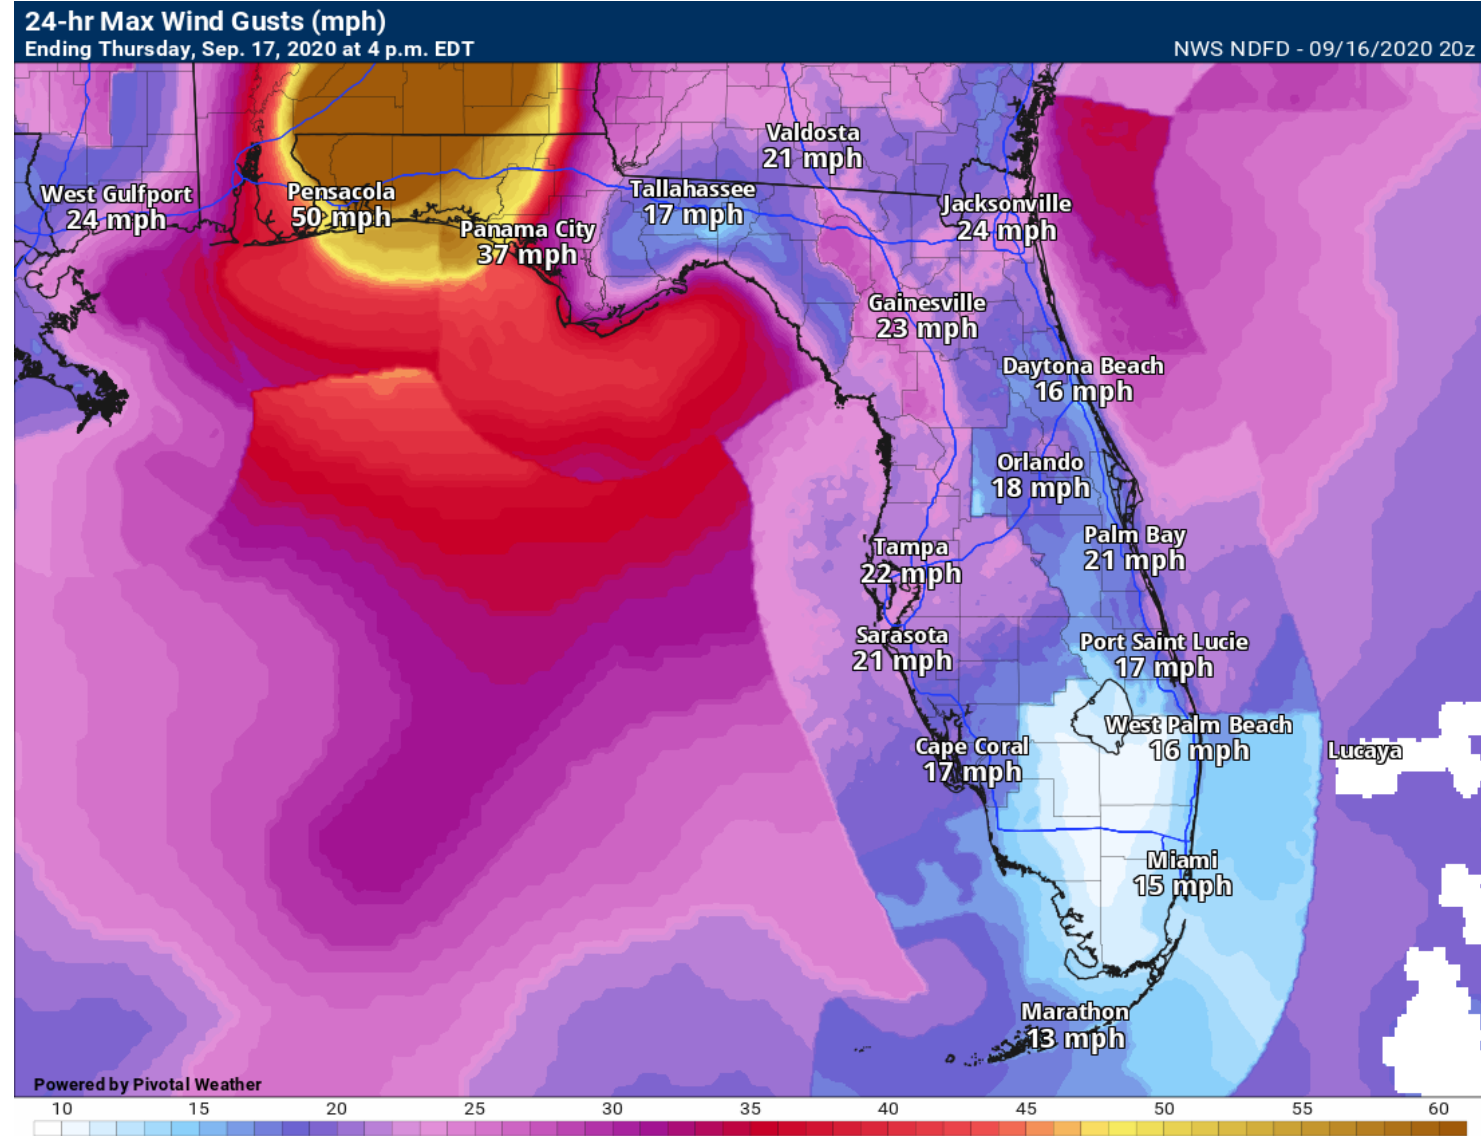 24-hr Max Wind Gusts (mph)
Ending Thursday, Sep. 17, 2020 at 4 p.m. EDT
NWS NDFD - 09/16/2020 20z
Valdosta
21 mph
West Gulfport
24 mph
Pensacola
50 mph
Tallahassee
17 mph
Jacksonville
24 mph
Panama City
37 mph
Gainesville
23 mph
Daytona Beach
16 mph
Orlando
18 mph
Palm Bay
21 mph
Tampa
22 mph
Sarasota
21 mph
Port Saint Lucie
17 mph
West Palm Beach
16 mph
Cape Coral
17 mph
Lucaya
Miami
15 mph
Marathon
13 mph
Powered by Pivotal Weather
10 15 20 25 30 35 40 45 50 55 60